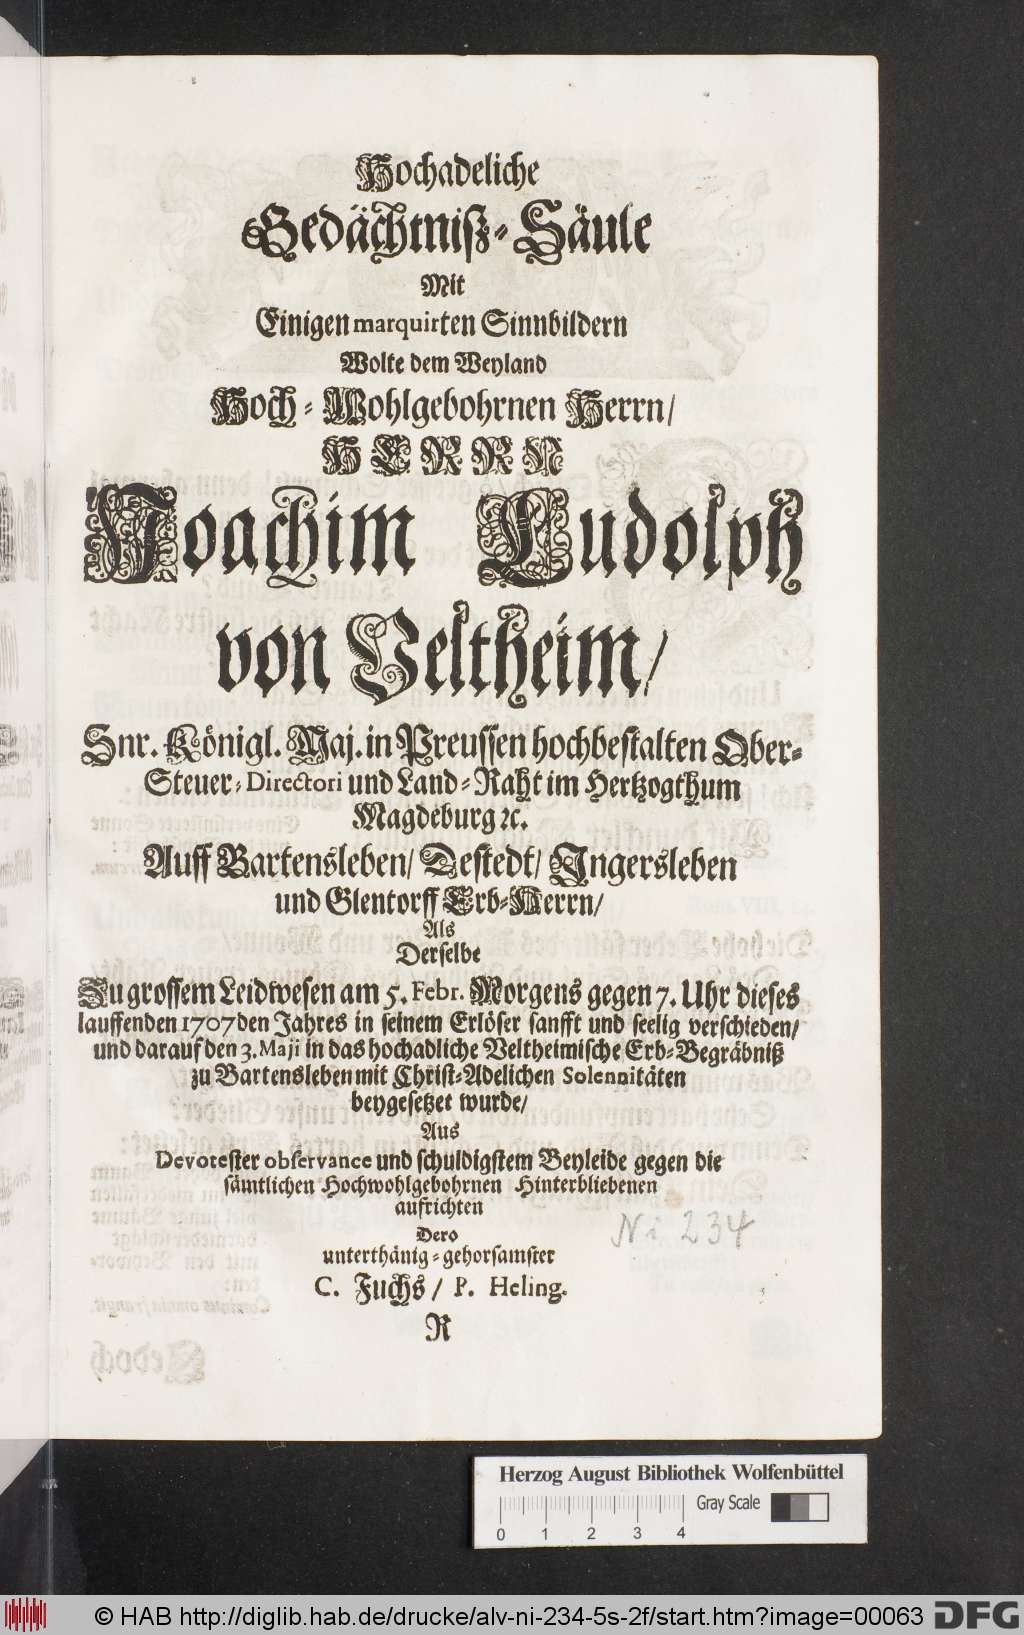 Hochadeliche
Gedächtniß-Säule
Mit
Einigen marquirten Sinnbildern
Wolte dem Weyland
Hoch-Wohlgebohrnen Herrn/
HERRN
Joachim Ludolph
von Veltheim/
Snr. Königl. Maj. in Preussen hochbestalten Ober-
Steuer-Directori und Land-Raht im Hertzogthum
Magdeburg ꝛc.
Auff Bartensleben/ Destedt/ Ingersleben
und Glentorff Erb-Herrn/
Als
Derselbe
Zu grossem Leidwesen am 5. Febr. Morgens gegen 7. Uhr dieses
lauffenden 1707den Jahres in seinem Erlöser sanfft und seelig verschieden/
und darauf den 3. Maji in das hochadliche Veltheimische Erb-Begräbniß
zu Bartensleben mit Christ-Adelichen Solennitäten
beygesetzet wurde/
Aus
Devotester observance und schuldigstem Beyleide gegen die
sämtlichen Hochwohlgebohrnen Hinterbliebenen
aufrichten
Dero
unterthänig-gehorsamster
C. Fuchs/ P. Heling.
Ni 234
R
Herzog August Bibliothek Wolfenbüttel
Gray Scale
0 1 2 3 4
© HAB http://diglib.hab.de/drucke/alv-ni-234-5s-2f/start.htm?image=00063
DFG